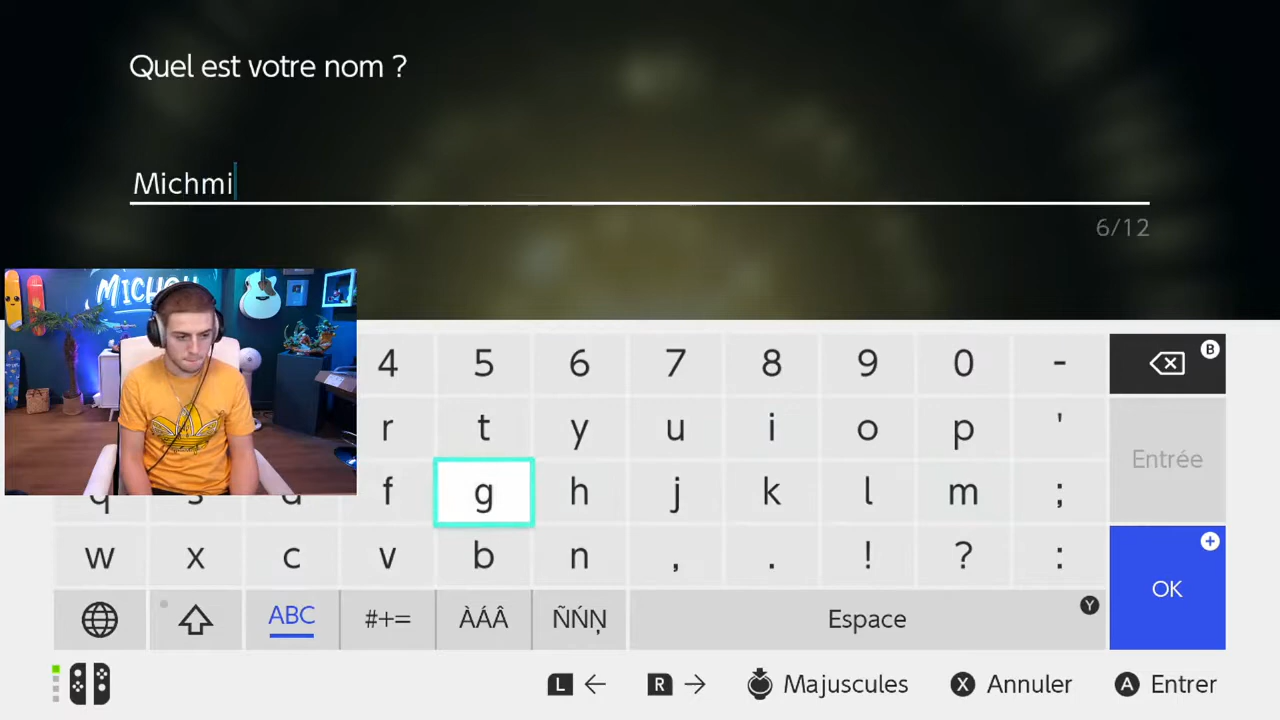 Quel est votre nom ?
Michmi
6/12
MICHOU
4 5 6 7 8 9 0 - B
r t y u i o p '
Entrée
q s d f g h j k l m ;
w x c v b n , . ! ? :
OK +
ABC #+= ÀÁÂ ÑŃŅ Espace Y
L ← R → Majuscules X Annuler A Entrer